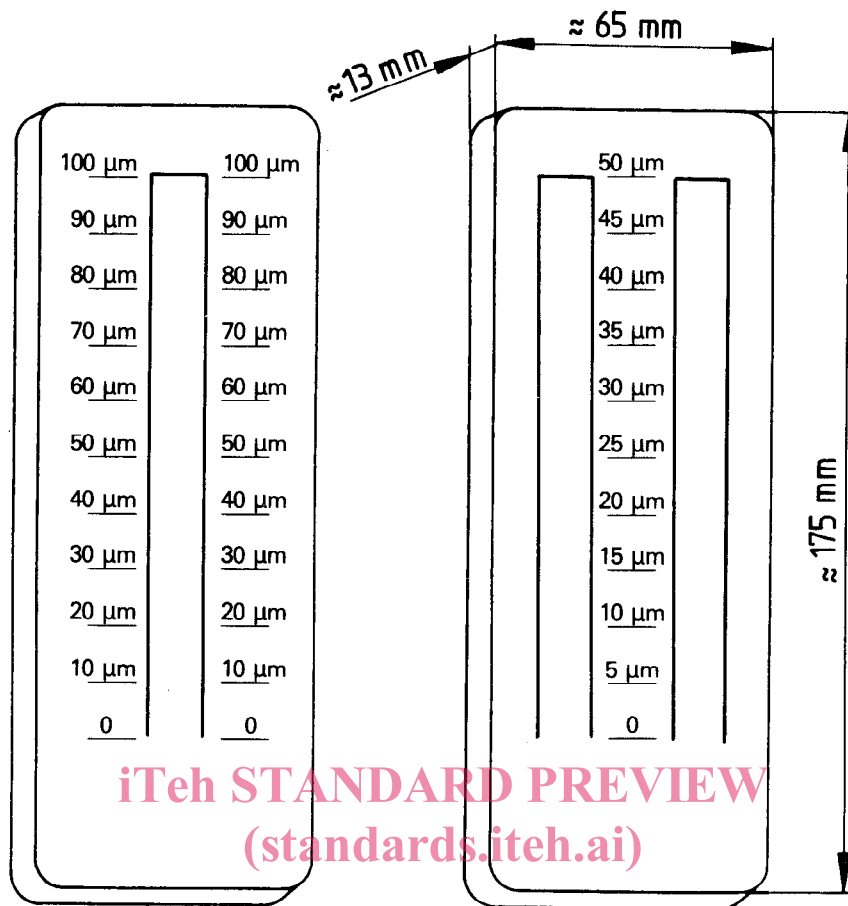 ≈ 65 mm
≈13 mm
100 µm 100 µm
90 µm 90 µm
80 µm 80 µm
70 µm 70 µm
60 µm 60 µm
50 µm 50 µm
40 µm 40 µm
30 µm 30 µm
20 µm 20 µm
10 µm 10 µm
0 0
50 µm
45 µm
40 µm
35 µm
30 µm
25 µm
20 µm
15 µm
10 µm
5 µm
0
≈ 175 mm
iTeh STANDARD PREVIEW
(standards.iteh.ai)